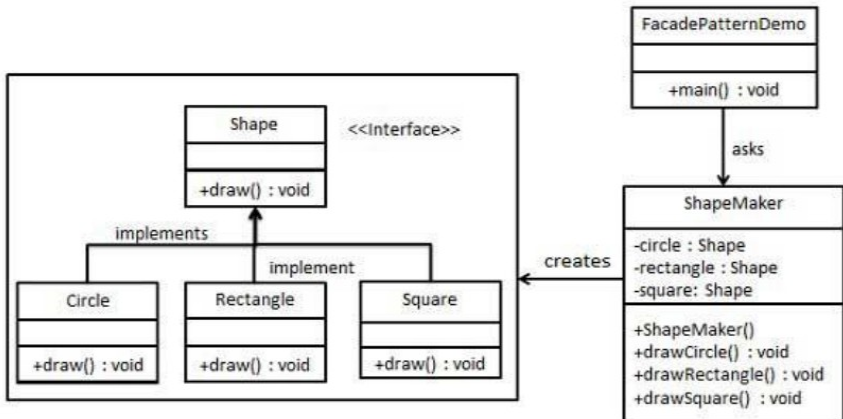 FacadePatternDemo
+main() : void
asks
Shape
<<Interface>>
+draw() : void
implements
implement
Circle
+draw() : void
Rectangle
+draw() : void
Square
+draw() : void
creates
ShapeMaker
-circle : Shape
-rectangle : Shape
-square: Shape
+ShapeMaker()
+drawCircle() : void
+drawRectangle() : void
+drawSquare() : void